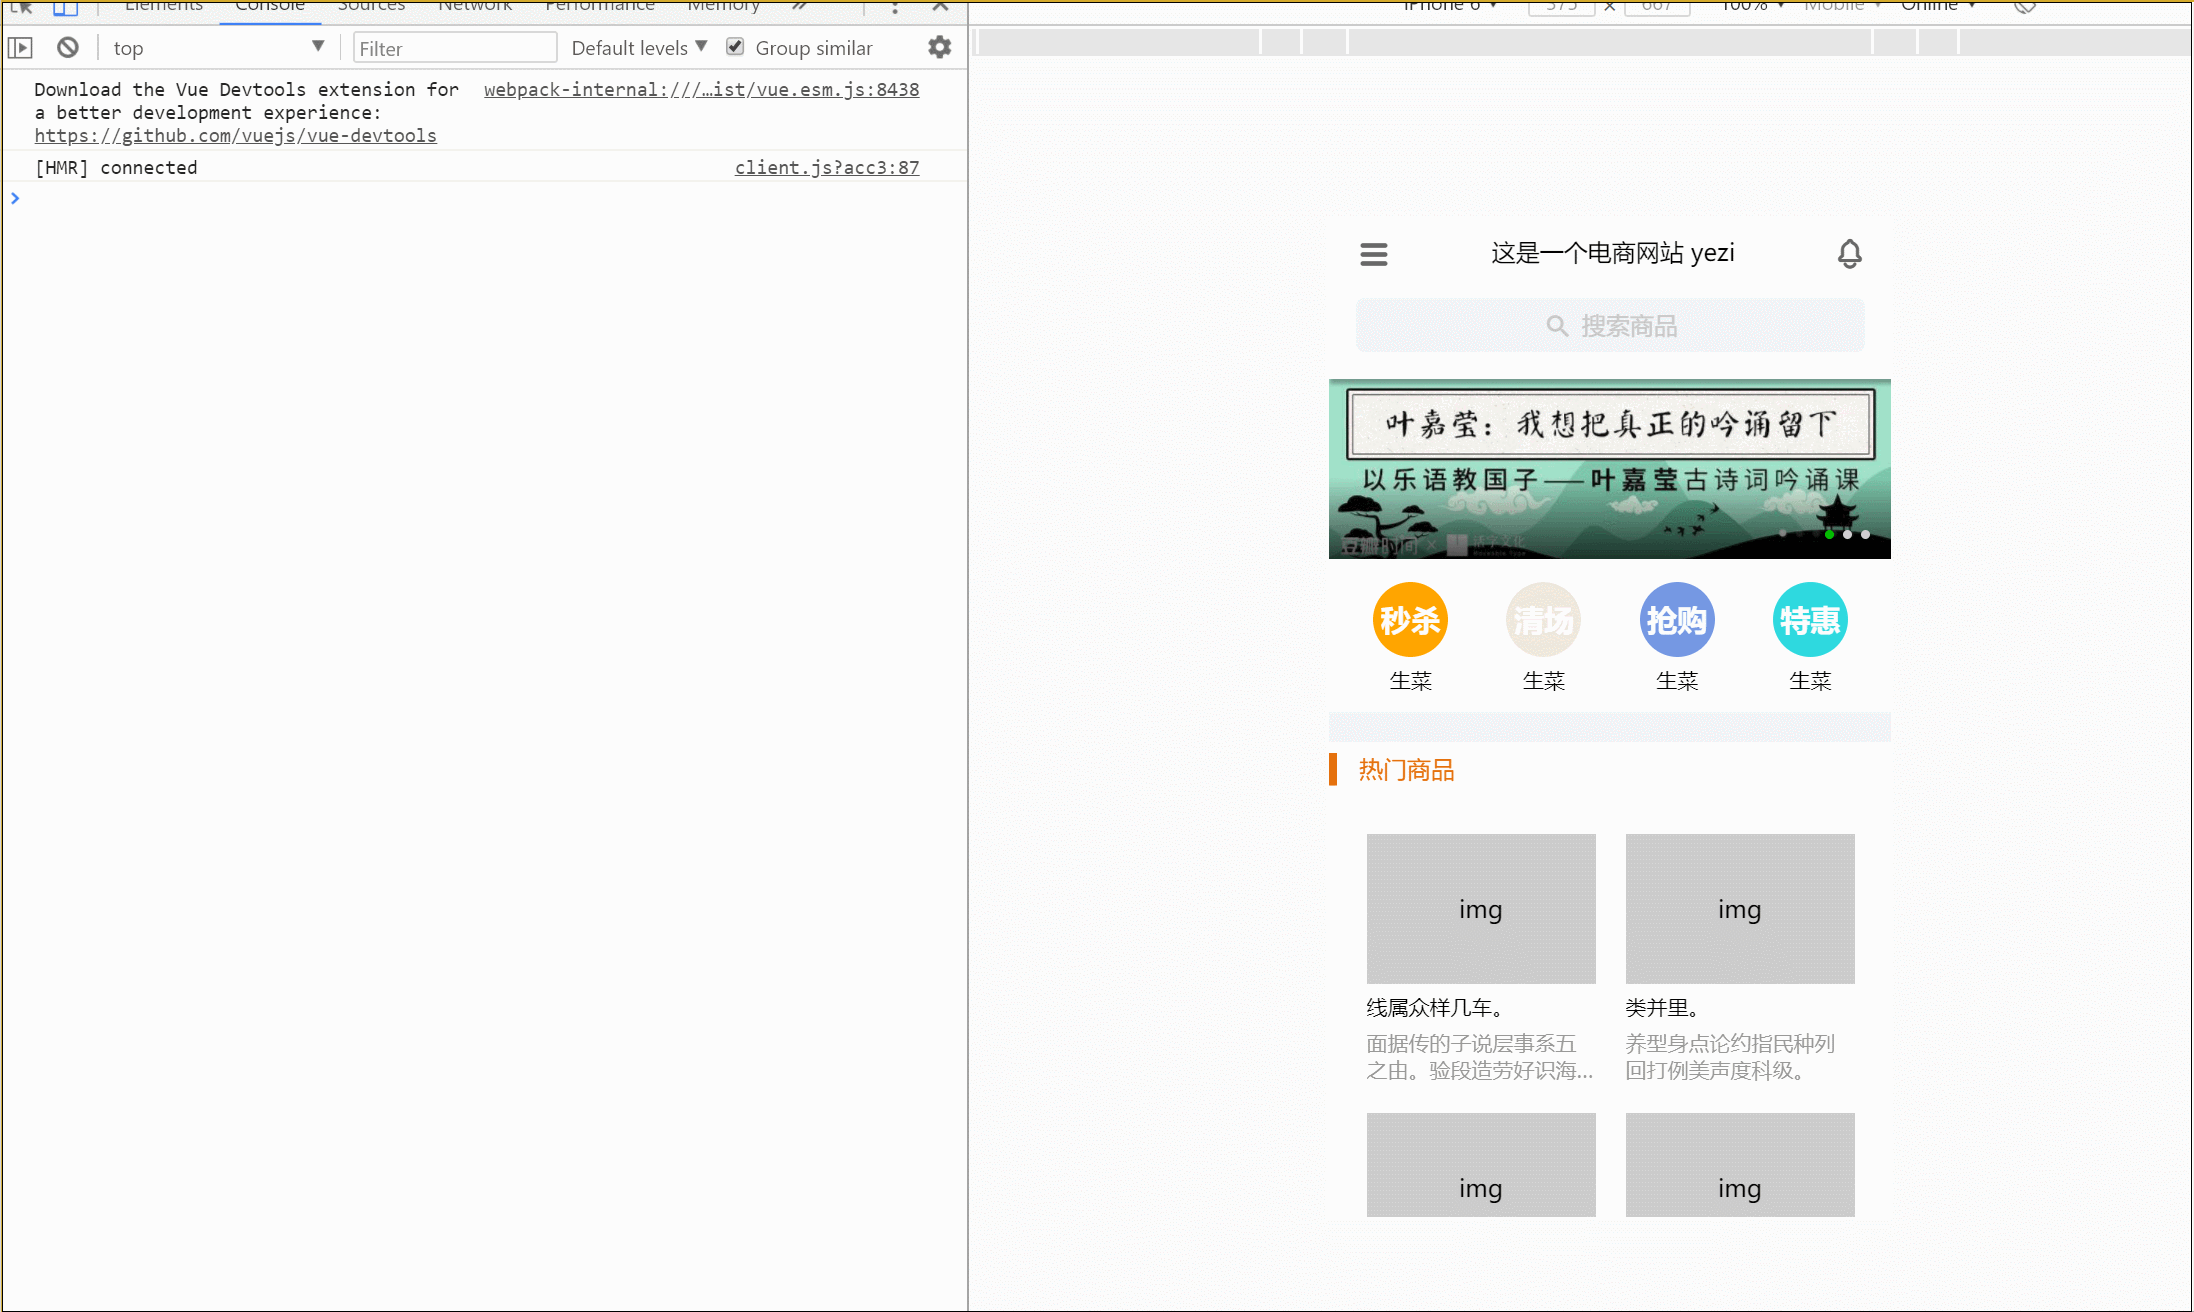 Elements Console Sources Network Performance Memory »
top Filter Default levels Group similar
Download the Vue Devtools extension for webpack-internal:///…ist/vue.esm.js:8438
a better development experience:
https://github.com/vuejs/vue-devtools
[HMR] connected client.js?acc3:87
iPhone 6 375 × 667 100% Mobile Online
这是一个电商网站 yezi
搜索商品
叶嘉莹：我想把真正的吟诵留下
以乐语教国子——叶嘉莹古诗词吟诵课
豆瓣时间 × 活字文化
秒杀 清场 抢购 特惠
生菜 生菜 生菜 生菜
热门商品
img img
线属众样几车。 类并里。
面据传的子说层事系五 养型身点论约指民种列
之由。验段造劳好识海... 回打例美声度科级。
img img